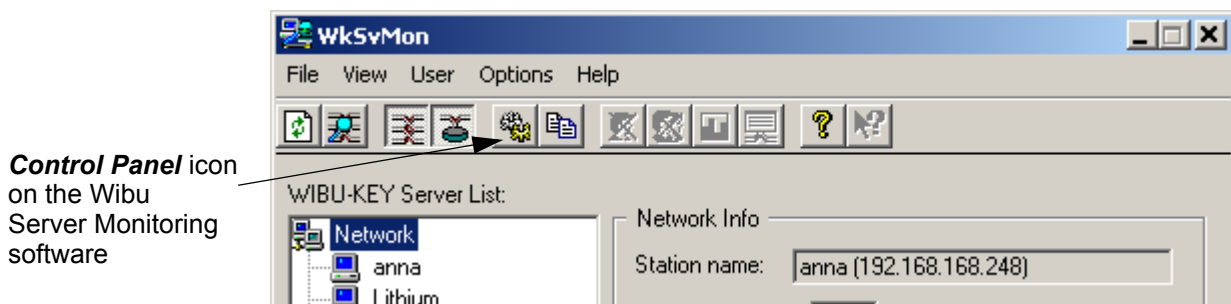 WkSvMon
File View User Options Help
Control Panel icon
on the Wibu
Server Monitoring
software
WIBU-KEY Server List:
Network
anna
Lithium
Network Info
Station name: anna (192.168.168.248)